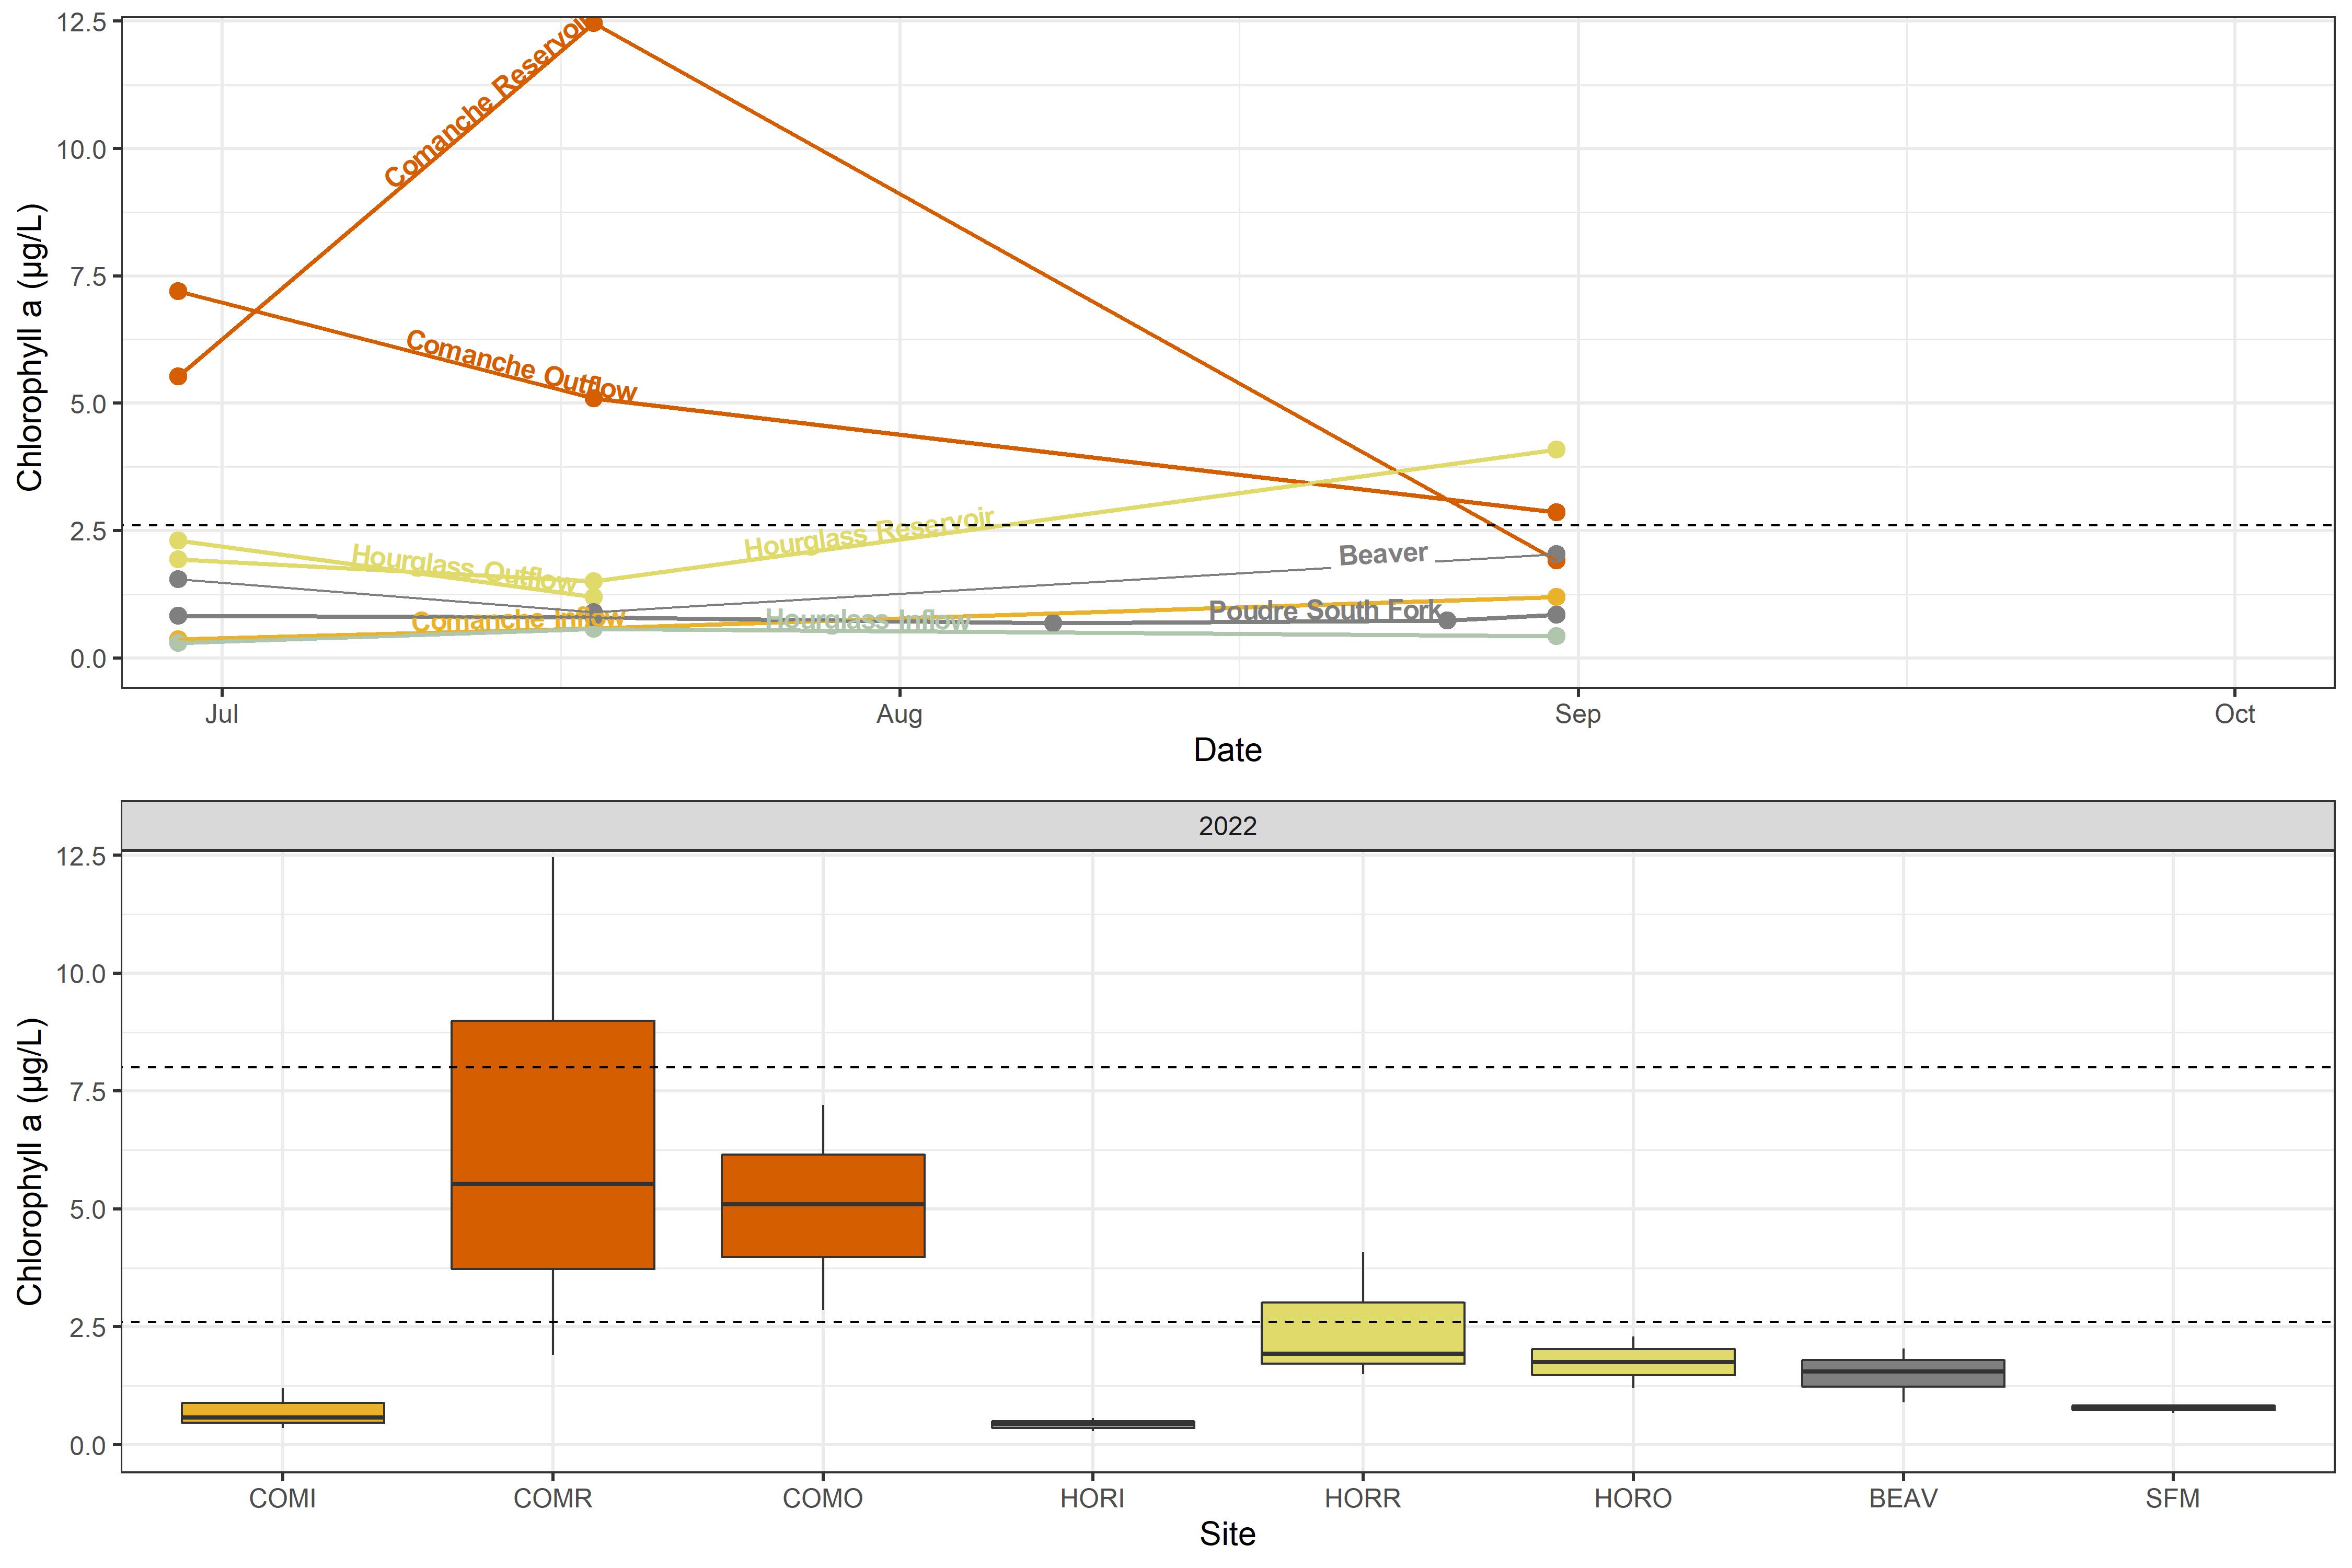 12.5
10.0
7.5
5.0
2.5
0.0
Chlorophyll a (µg/L)
Comanche Reservoir
Comanche Outflow
Hourglass Reservoir
Hourglass Outflow
Beaver
Comanche Inflow
Hourglass Inflow
Poudre South Fork
Jul
Aug
Sep
Oct
Date
2022
12.5
10.0
7.5
5.0
2.5
0.0
Chlorophyll a (µg/L)
COMI
COMR
COMO
HORI
HORR
HORO
BEAV
SFM
Site